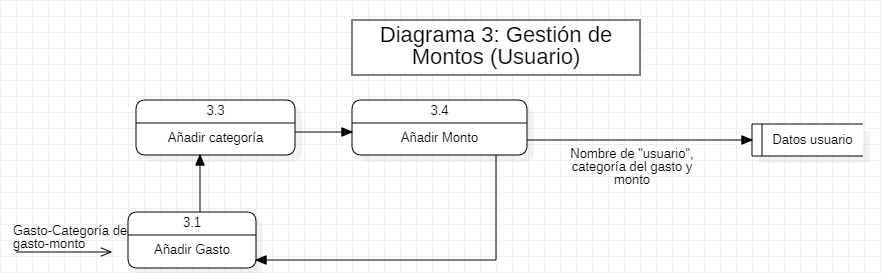 Diagrama 3: Gestión de
Montos (Usuario)
3.3
Añadir categoría
3.4
Añadir Monto
Datos usuario
Nombre de "usuario",
categoría del gasto y
monto
3.1
Añadir Gasto
Gasto-Categoría de
gasto-monto